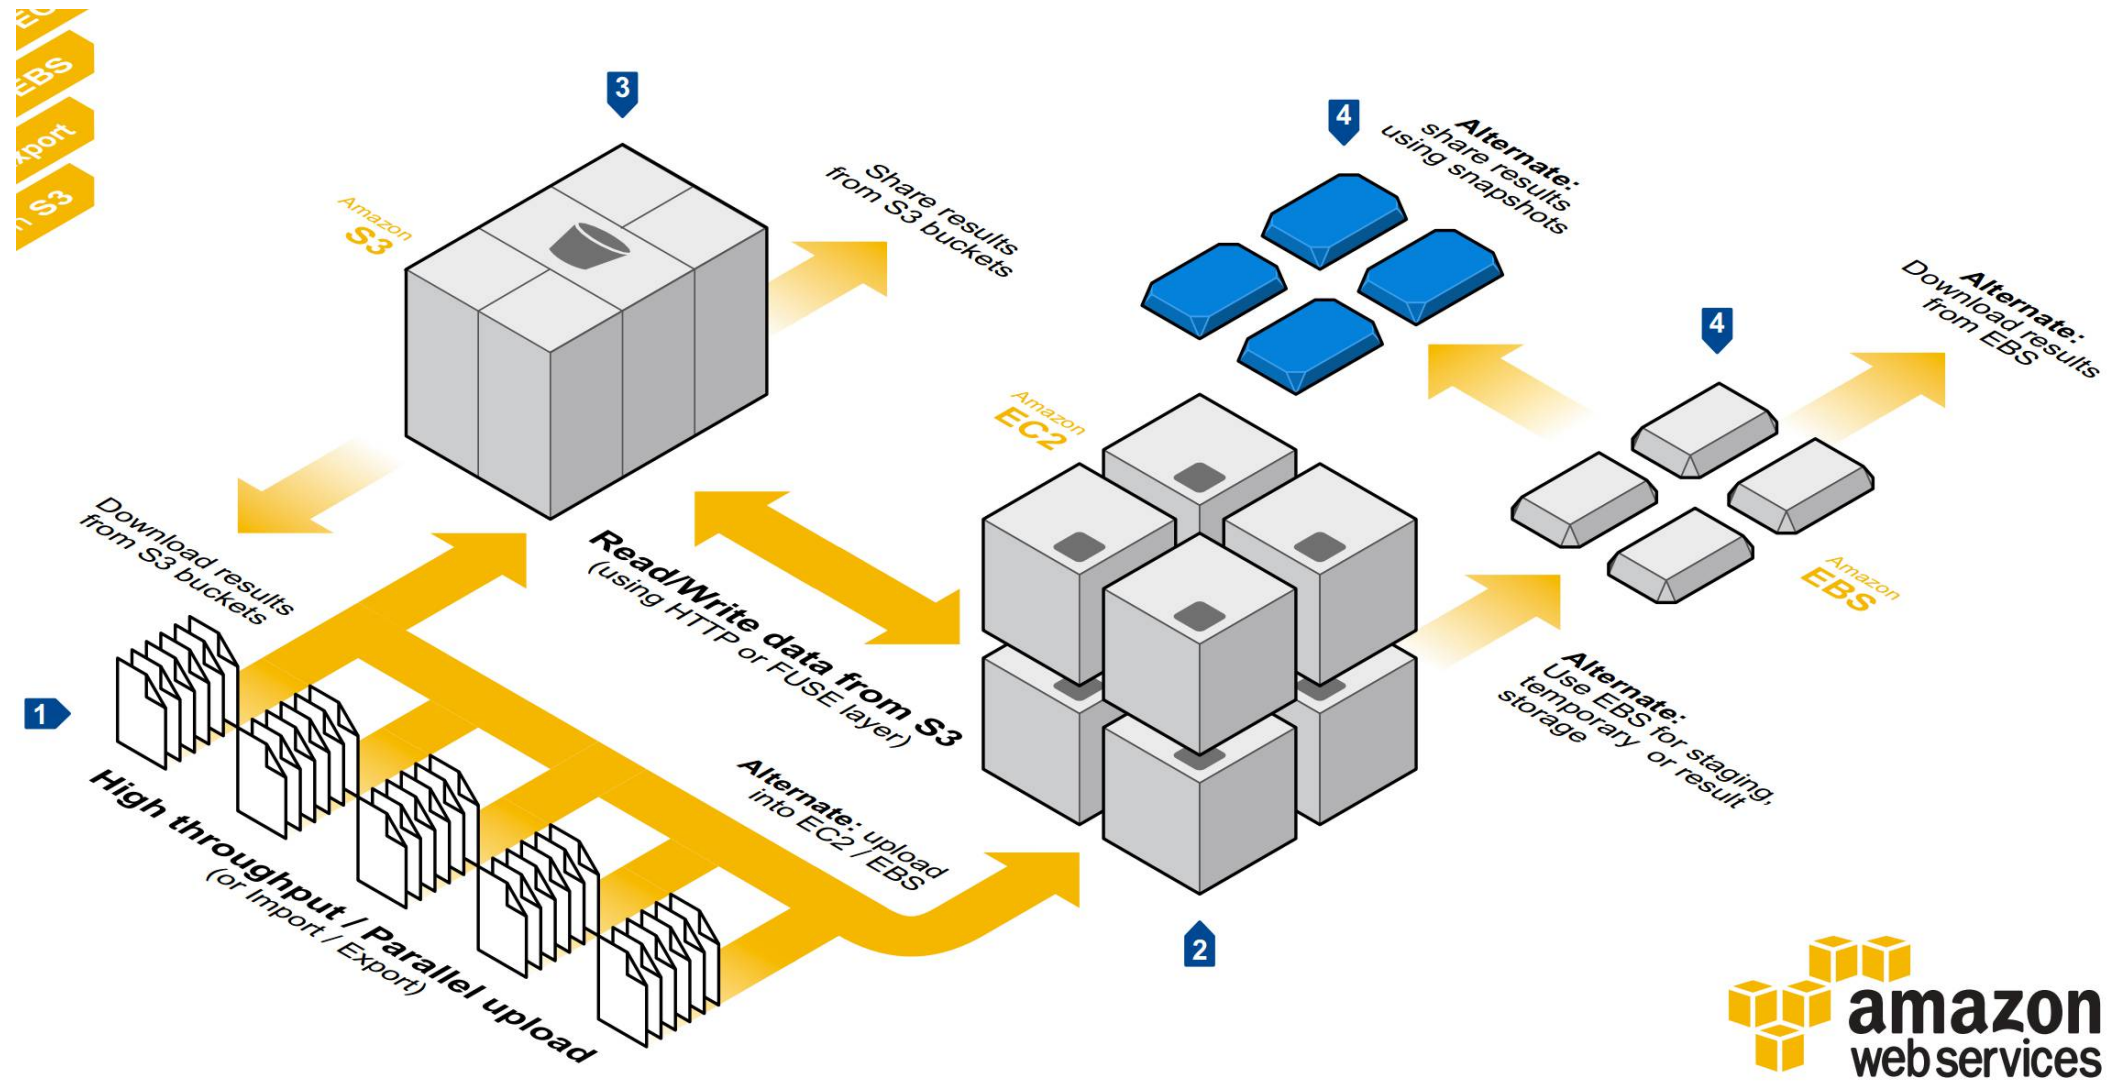 EBS
S3
3
Amazon
S3
Share results
from S3 buckets
4
Alternate:
share results
using snapshots
4
Alternate:
Download results
from EBS
Amazon
EC2
Amazon
EBS
Download results
from S3 buckets
Read/Write data from S3
(using HTTP or FUSE layer)
Alternate:
Use EBS for staging,
temporary or result
storage
1
High throughput / Parallel upload
(or Import / Export)
Alternate: upload
into EC2 / EBS
2
amazon
web services